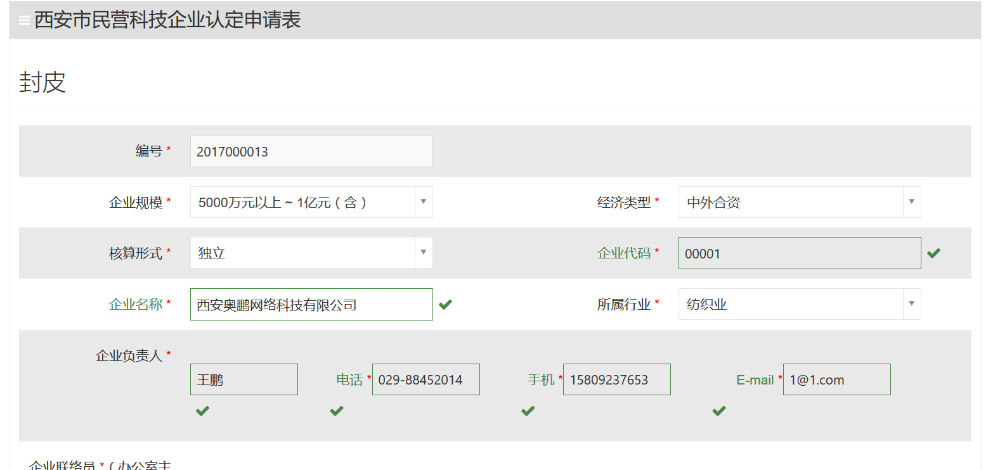 西安市民营科技企业认定申请表
封皮
编号 * 2017000013
企业规模 * 5000万元以上 ~ 1亿元（含） 经济类型 * 中外合资
核算形式 * 独立 企业代码 * 00001
企业名称 * 西安奥鹏网络科技有限公司 所属行业 * 纺织业
企业负责人 *
王鹏 电话 * 029-88452014 手机 * 15809237653 E-mail * 1@1.com
企业联络员 *（办公室主